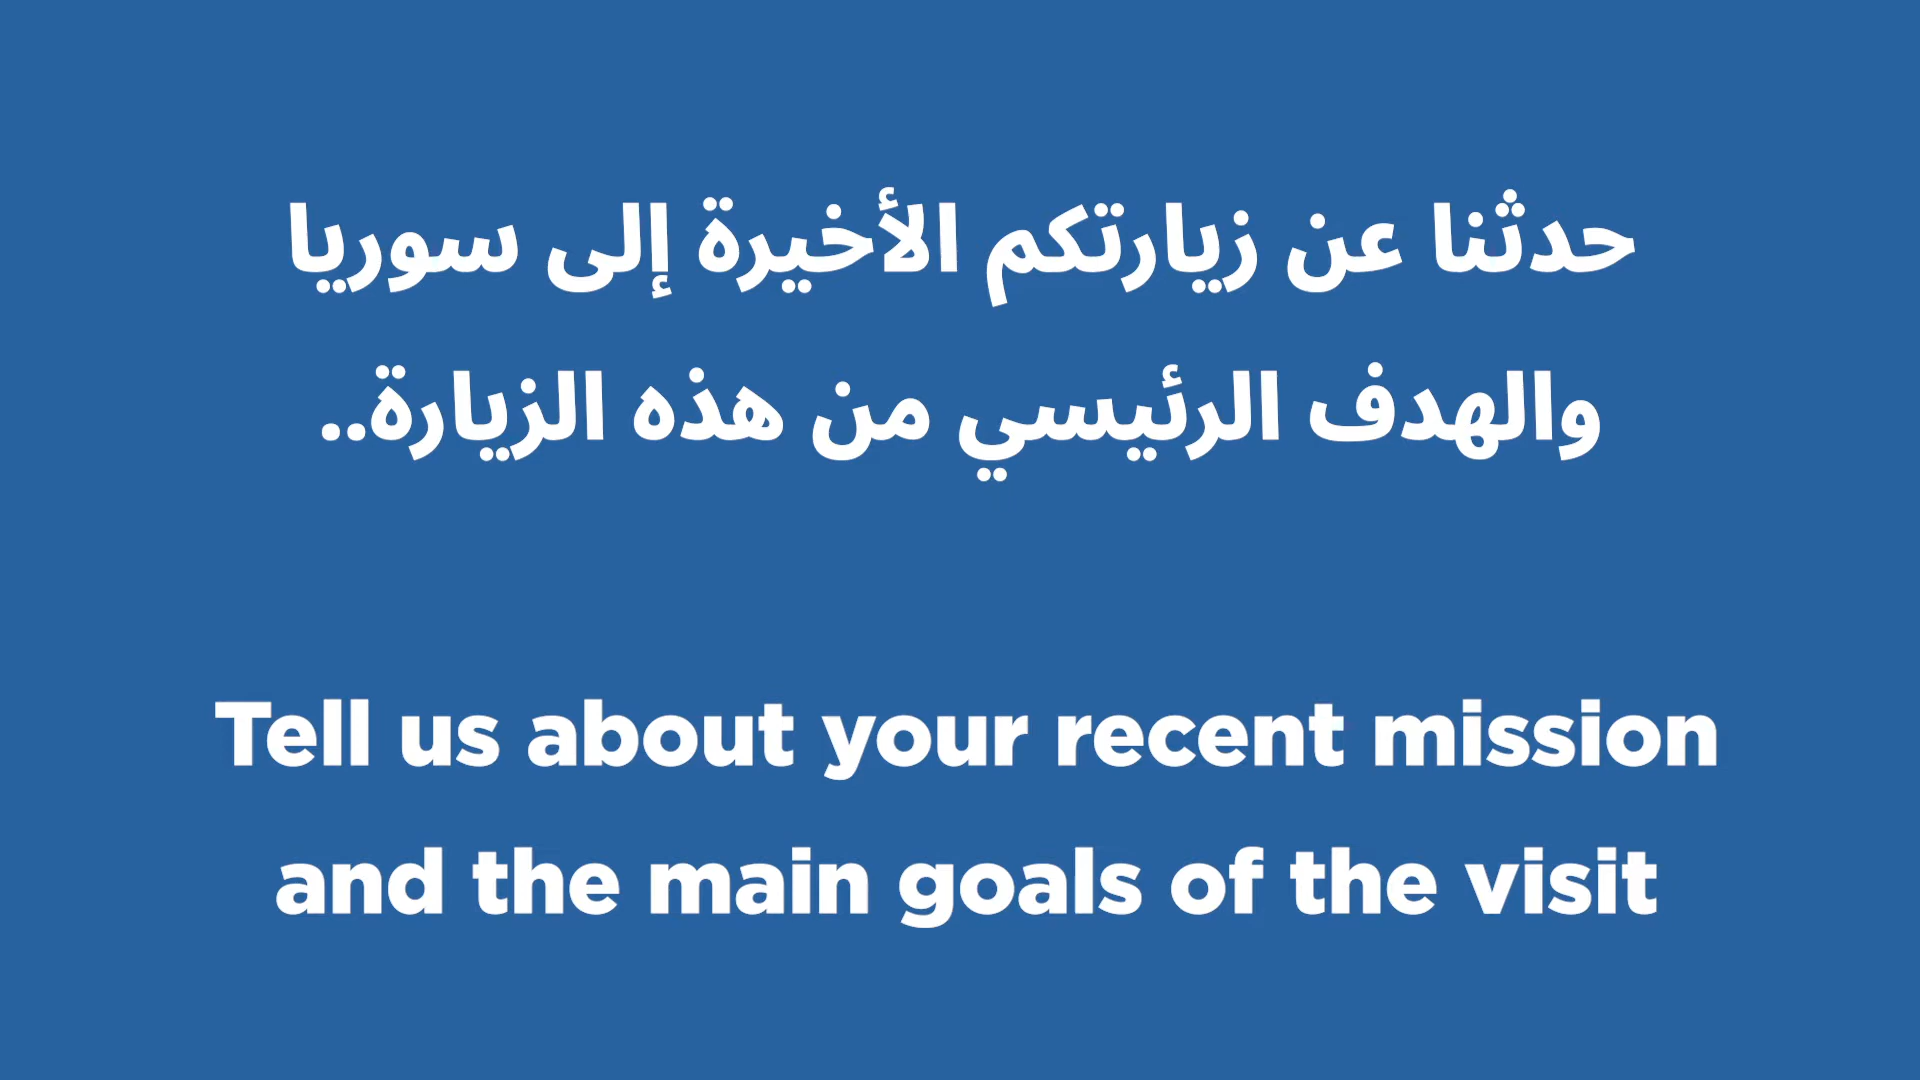 حدثنا عن زيارتكم الأخيرة إلى سوريا
والهدف الرئيسي من هذه الزيارة..
Tell us about your recent mission
and the main goals of the visit